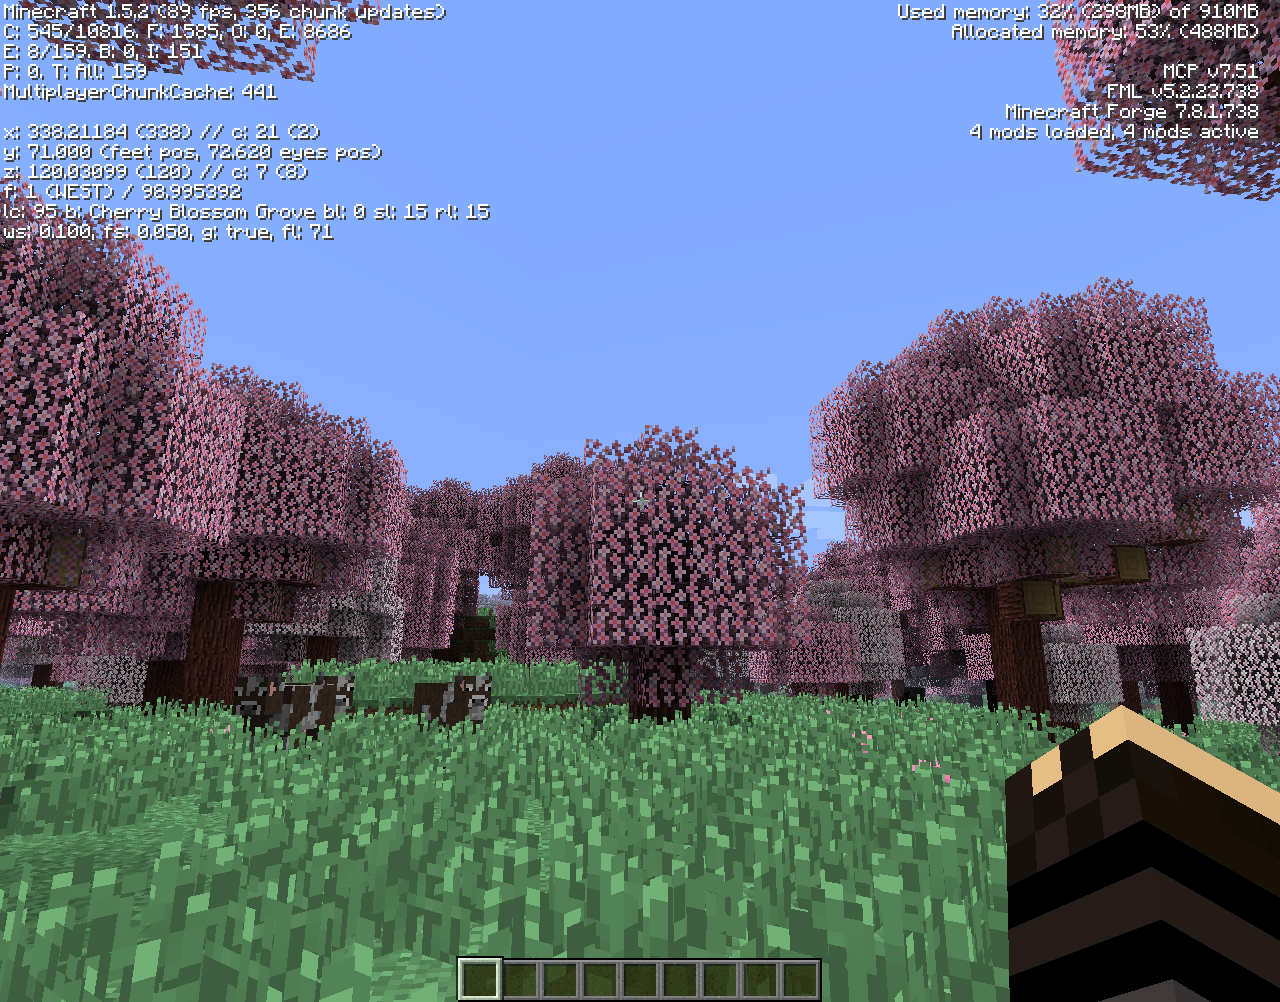 Minecraft 1.5.2 (89 fps, 356 chunk updates)
C: 545/10816. F: 1585, O: 0, E: 8686
E: 8/159. B: 0, I: 151
P: 0. T: All: 159
MultiplayerChunkCache: 441
x: 338.21184 (338) // c: 21 (2)
y: 71.000 (feet pos, 72.620 eyes pos)
z: 120.03099 (120) // c: 7 (8)
f: 1 (WEST) / 98.995392
lc: 95 b: Cherry Blossom Grove bl: 0 sl: 15 rl: 15
ws: 0.100, fs: 0.050, g: true, fl: 71
Used memory: 32% (298MB) of 910MB
Allocated memory: 53% (488MB)
MCP v7.51
FML v5.2.23.738
Minecraft Forge 7.8.1.738
4 mods loaded, 4 mods active